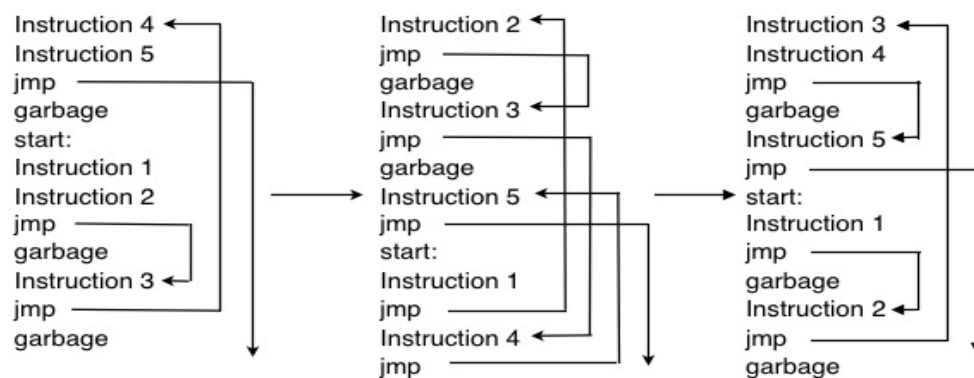 Instruction 4
Instruction 5
jmp
garbage
start:
Instruction 1
Instruction 2
jmp
garbage
Instruction 3
jmp
garbage
Instruction 2
jmp
garbage
Instruction 3
jmp
garbage
Instruction 5
jmp
start:
Instruction 1
jmp
Instruction 4
jmp
Instruction 3
Instruction 4
jmp
garbage
Instruction 5
jmp
start:
Instruction 1
jmp
garbage
Instruction 2
jmp
garbage